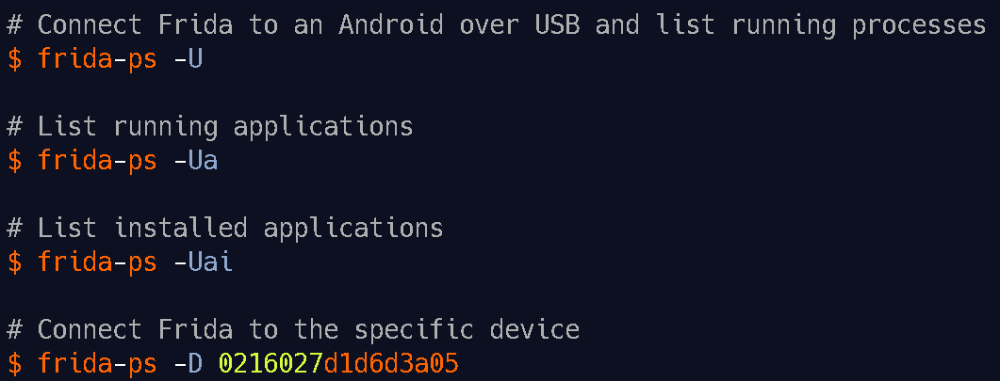 # Connect Frida to an Android over USB and list running processes
$ frida-ps -U
# List running applications
$ frida-ps -Ua
# List installed applications
$ frida-ps -Uai
# Connect Frida to the specific device
$ frida-ps -D 0216027d1d6d3a05